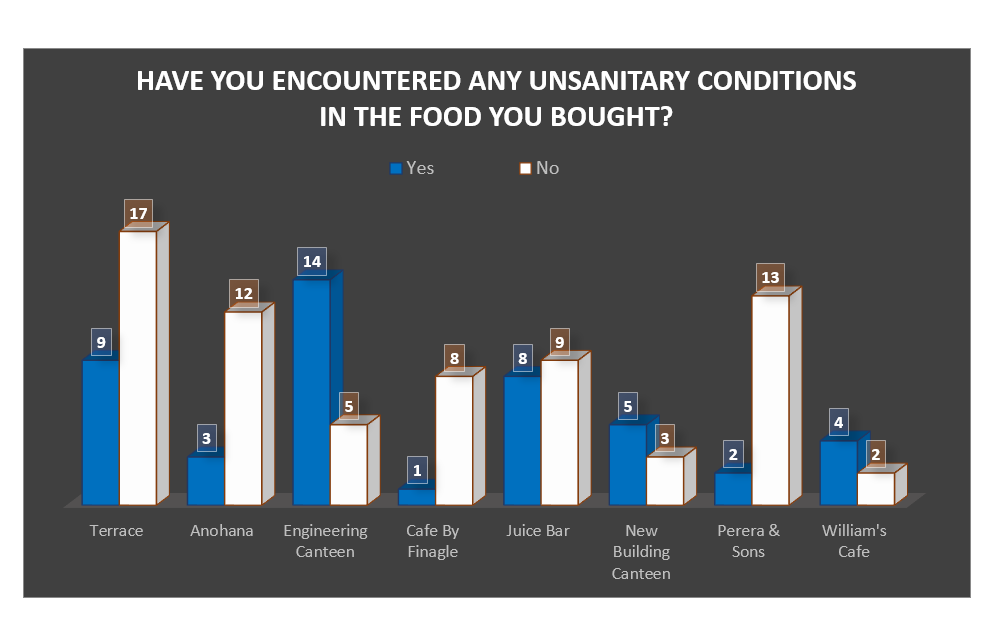 HAVE YOU ENCOUNTERED ANY UNSANITARY CONDITIONS
IN THE FOOD YOU BOUGHT?
Yes No
9 17 3 12 14 5 1 8 8 9 5 3 2 13 4 2
Terrace Anohana Engineering Cafe By Juice Bar New Perera & William's
Canteen Finagle Building Sons Cafe
Canteen